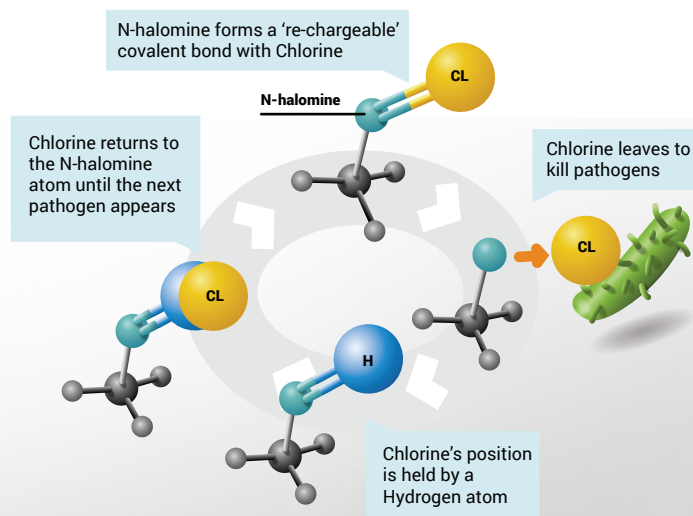 N-halomine forms a ‘re-chargeable’
covalent bond with Chlorine
CL
N-halomine
Chlorine leaves to
kill pathogens
CL
Chlorine’s position
is held by a
Hydrogen atom
H
Chlorine returns to
the N-halomine
atom until the next
pathogen appears
CL